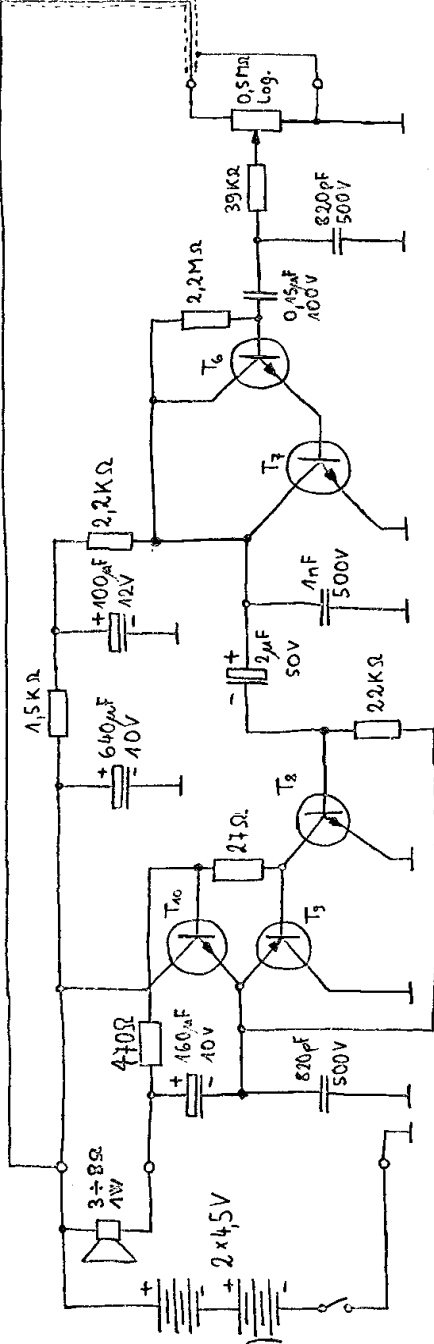 3÷8Ω
1W
2×4,5V
470Ω
+
160µF
-
10V
820pF
500V
T10
T9
27Ω
T8
22KΩ
+ 640µF
- 10V
1,5KΩ
+ 100µF
- 12V
2,2KΩ
- +
2µF
50V
1nF
500V
T7
T6
2,2MΩ
0,15µF
100V
39KΩ
820pF
500V
0,5MΩ
Log.
+
-
+
-